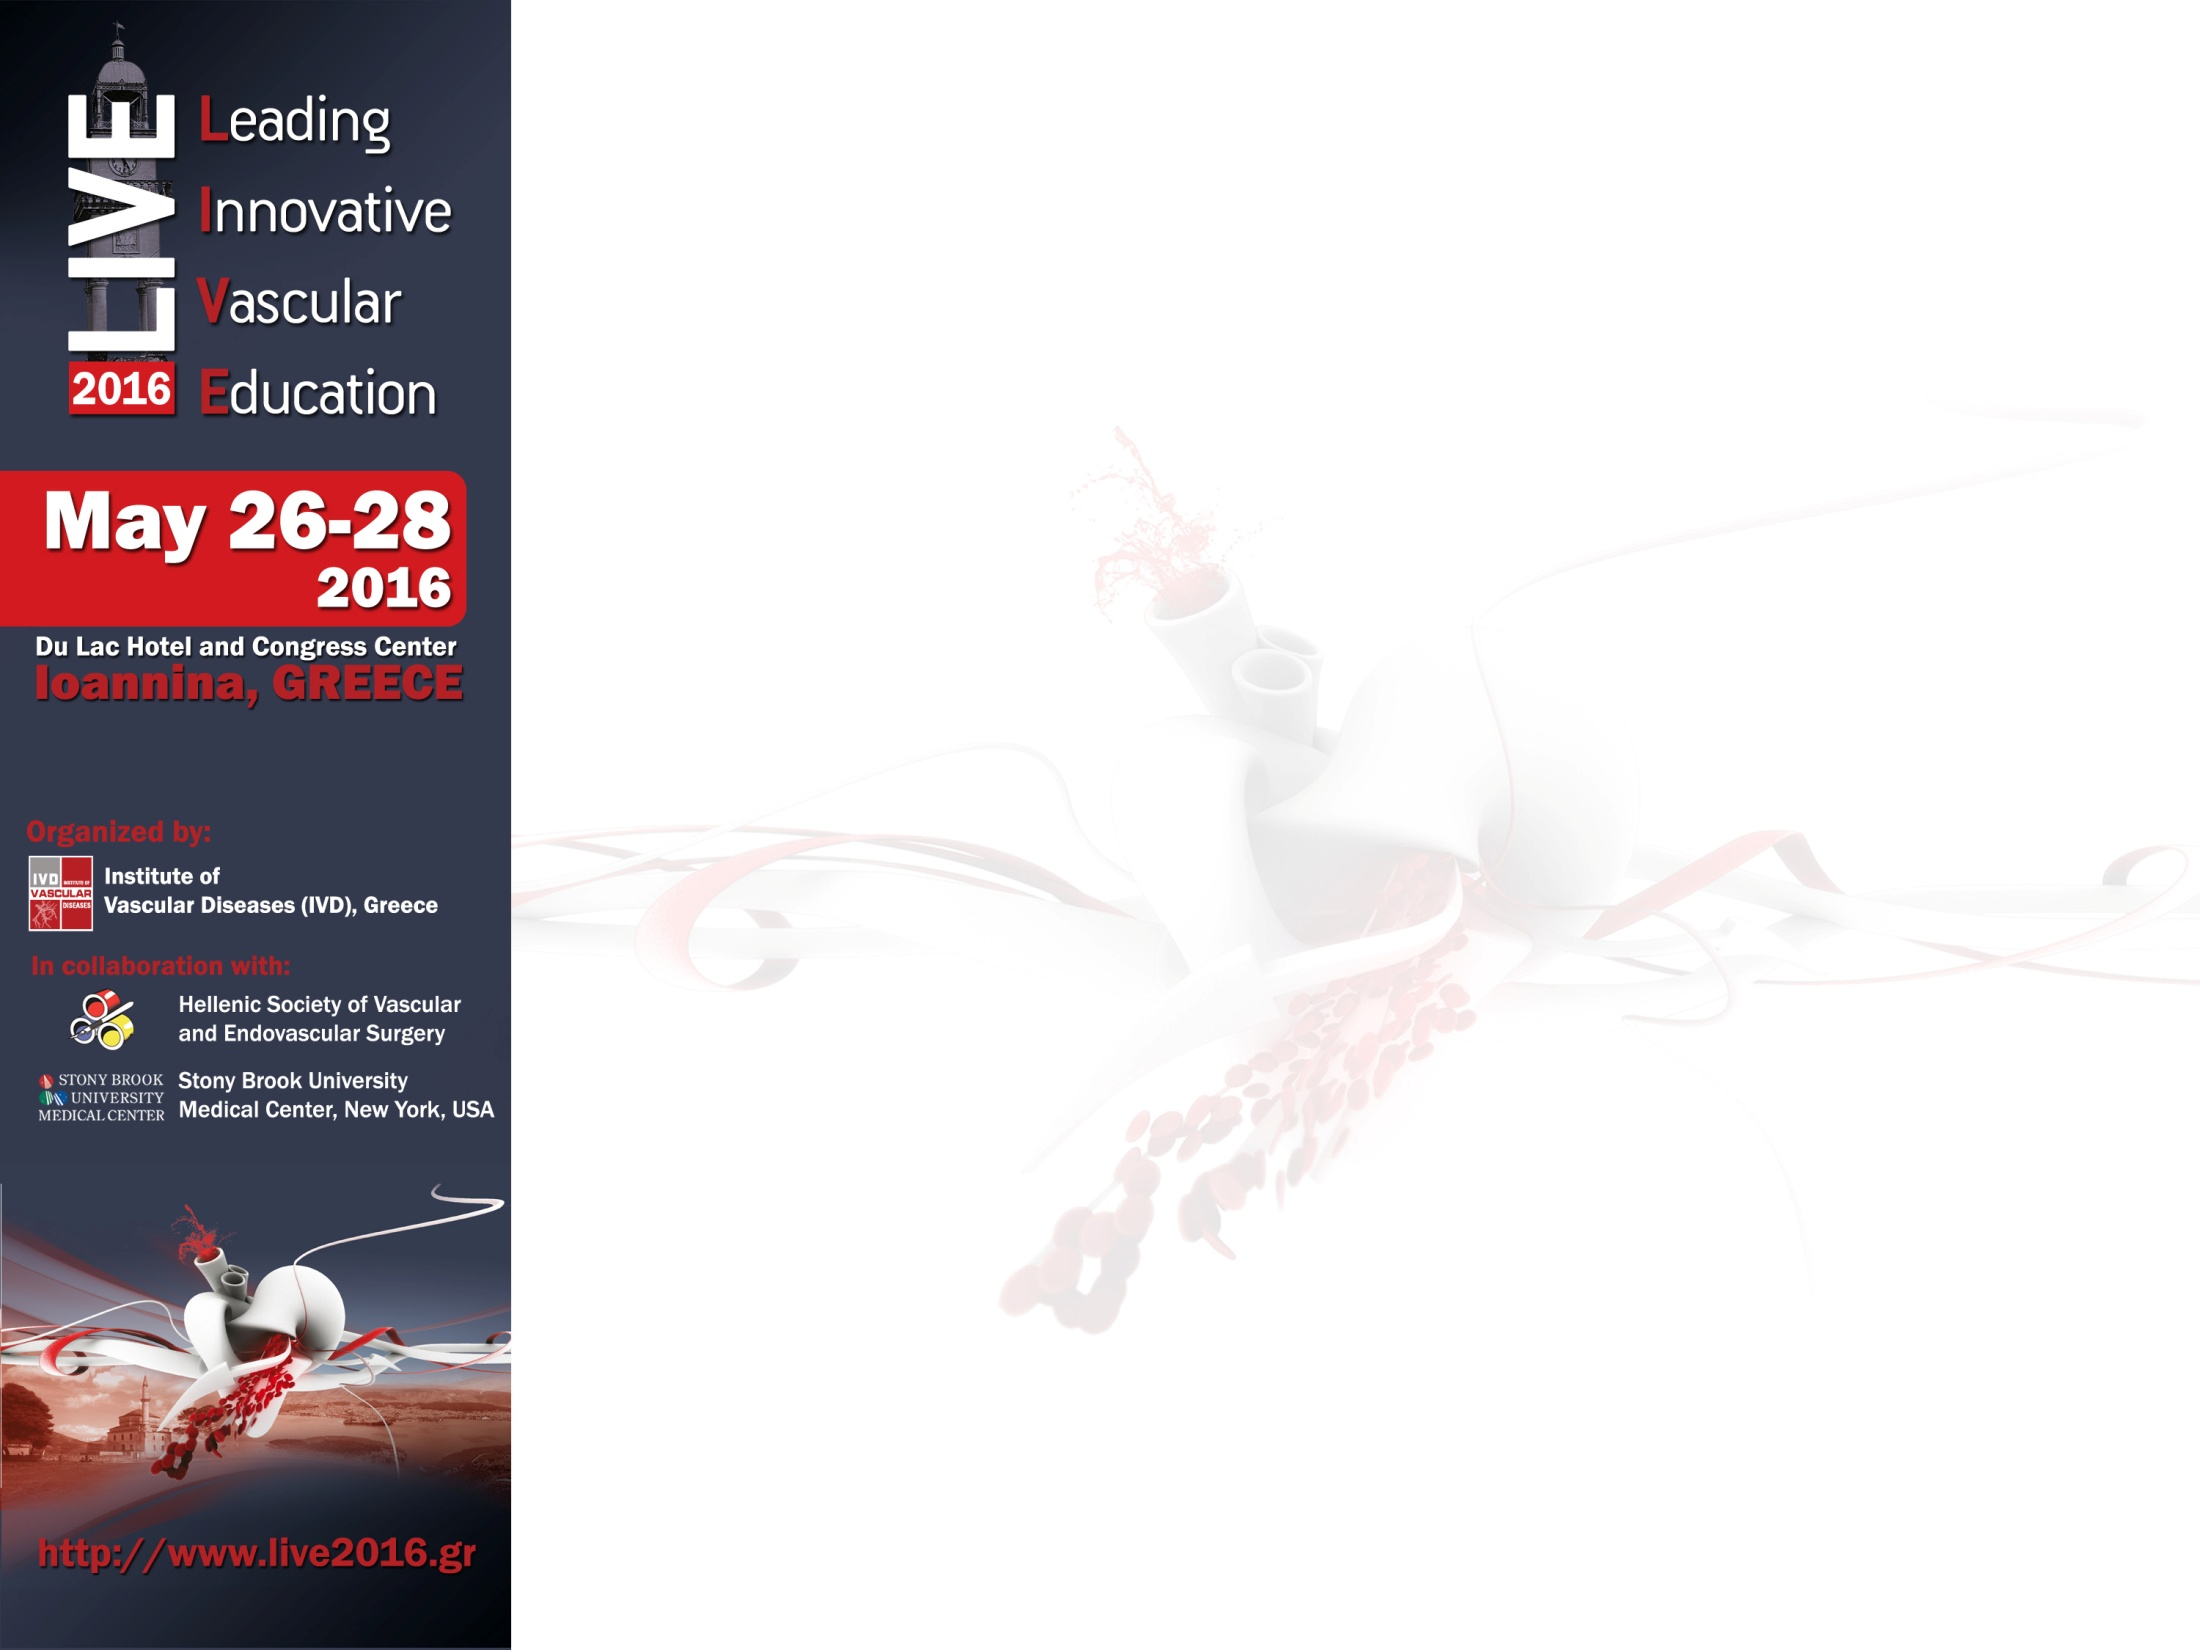 LIVE
2016
Leading
Innovative
Vascular
Education
May 26-28
2016
Du Lac Hotel and Congress Center
Ioannina, GREECE
Organized by:
IVD INSTITUTE OF
VASCULAR
DISEASES
Institute of
Vascular Diseases (IVD), Greece
In collaboration with:
Hellenic Society of Vascular
and Endovascular Surgery
STONY BROOK
UNIVERSITY
MEDICAL CENTER
Stony Brook University
Medical Center, New York, USA
http://www.live2016.gr